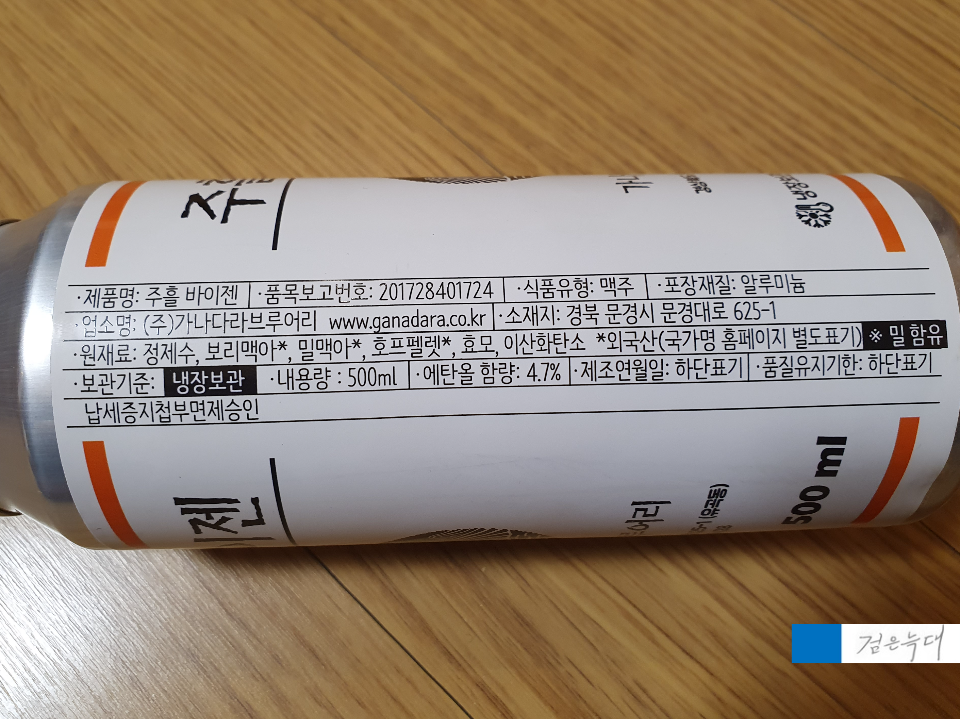 ·제품명: 주흘 바이젠 ·품목보고번호: 201728401724 ·식품유형: 맥주 ·포장재질: 알루미늄
·업소명: (주)가나다라브루어리 www.ganadara.co.kr ·소재지: 경북 문경시 문경대로 625-1
·원재료: 정제수, 보리맥아*, 밀맥아*, 호프펠렛*, 효모, 이산화탄소 *외국산(국가명 홈페이지 별도표기) ※ 밀 함유
·보관기준: 냉장보관 ·내용량 : 500ml ·에탄올 함량: 4.7% ·제조연월일: 하단표기 ·품질유지기한: 하단표기
납세증지첩부면제승인
500 ml
검은늑대